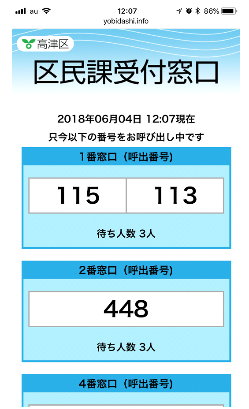 au 12:07 86%
yobidashi.info
高津区
区民課受付窓口
2018年06月04日 12:07現在
只今以下の番号をお呼び出し中です
1番窓口（呼出番号)
115 113
待ち人数 3人
2番窓口（呼出番号)
448
待ち人数 3人
4番窓口（呼出番号)